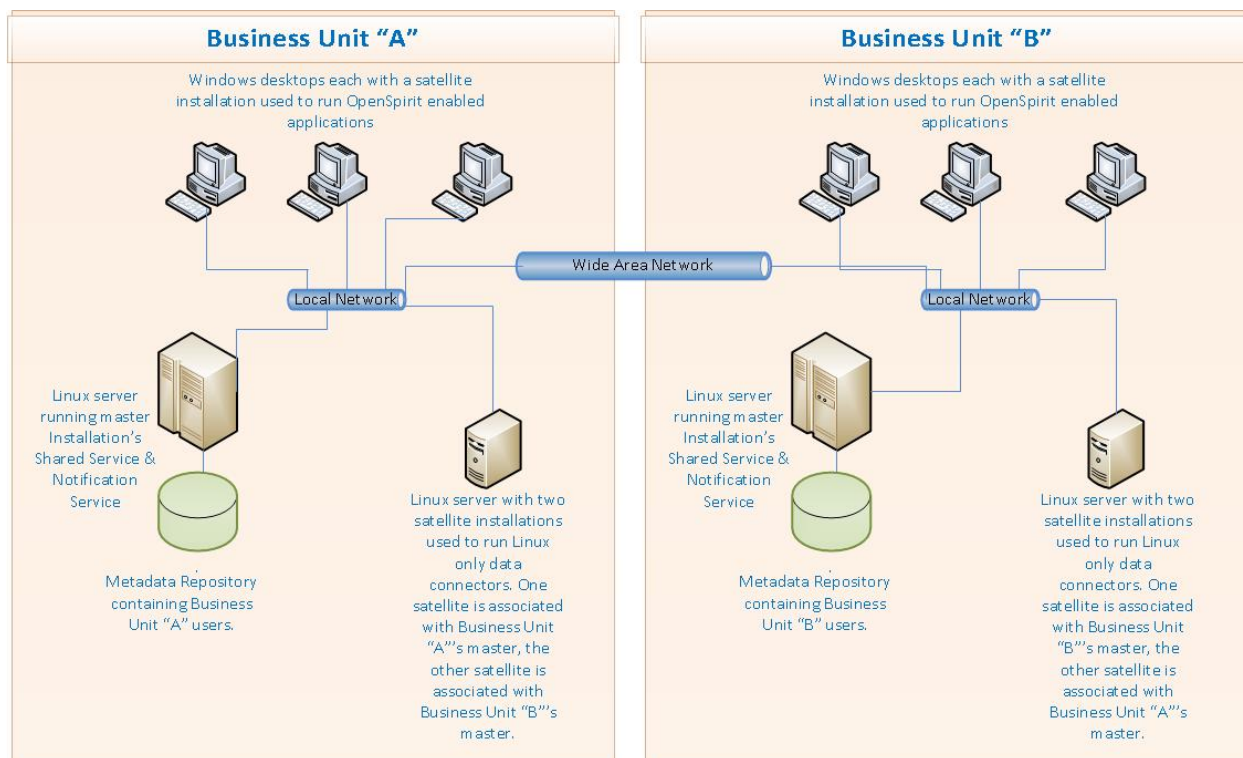 Business Unit “A”
Windows desktops each with a satellite
installation used to run OpenSpirit enabled
applications
Local Network
Linux server
running master
Installation’s
Shared Service &
Notification
Service
Metadata Repository
containing Business
Unit “A” users.
Linux server with two
satellite installations
used to run Linux
only data
connectors. One
satellite is associated
with Business Unit
“A”’s master, the
other satellite is
associated with
Business Unit “B”’s
master.
Wide Area Network
Business Unit “B”
Windows desktops each with a satellite
installation used to run OpenSpirit enabled
applications
Local Network
Linux server
running master
Installation’s
Shared Service &
Notification
Service
Metadata Repository
containing Business
Unit “B” users.
Linux server with two
satellite installations
used to run Linux
only data
connectors. One
satellite is associated
with Business Unit
“B”’s master, the
other satellite is
associated with
Business Unit “A”’s
master.